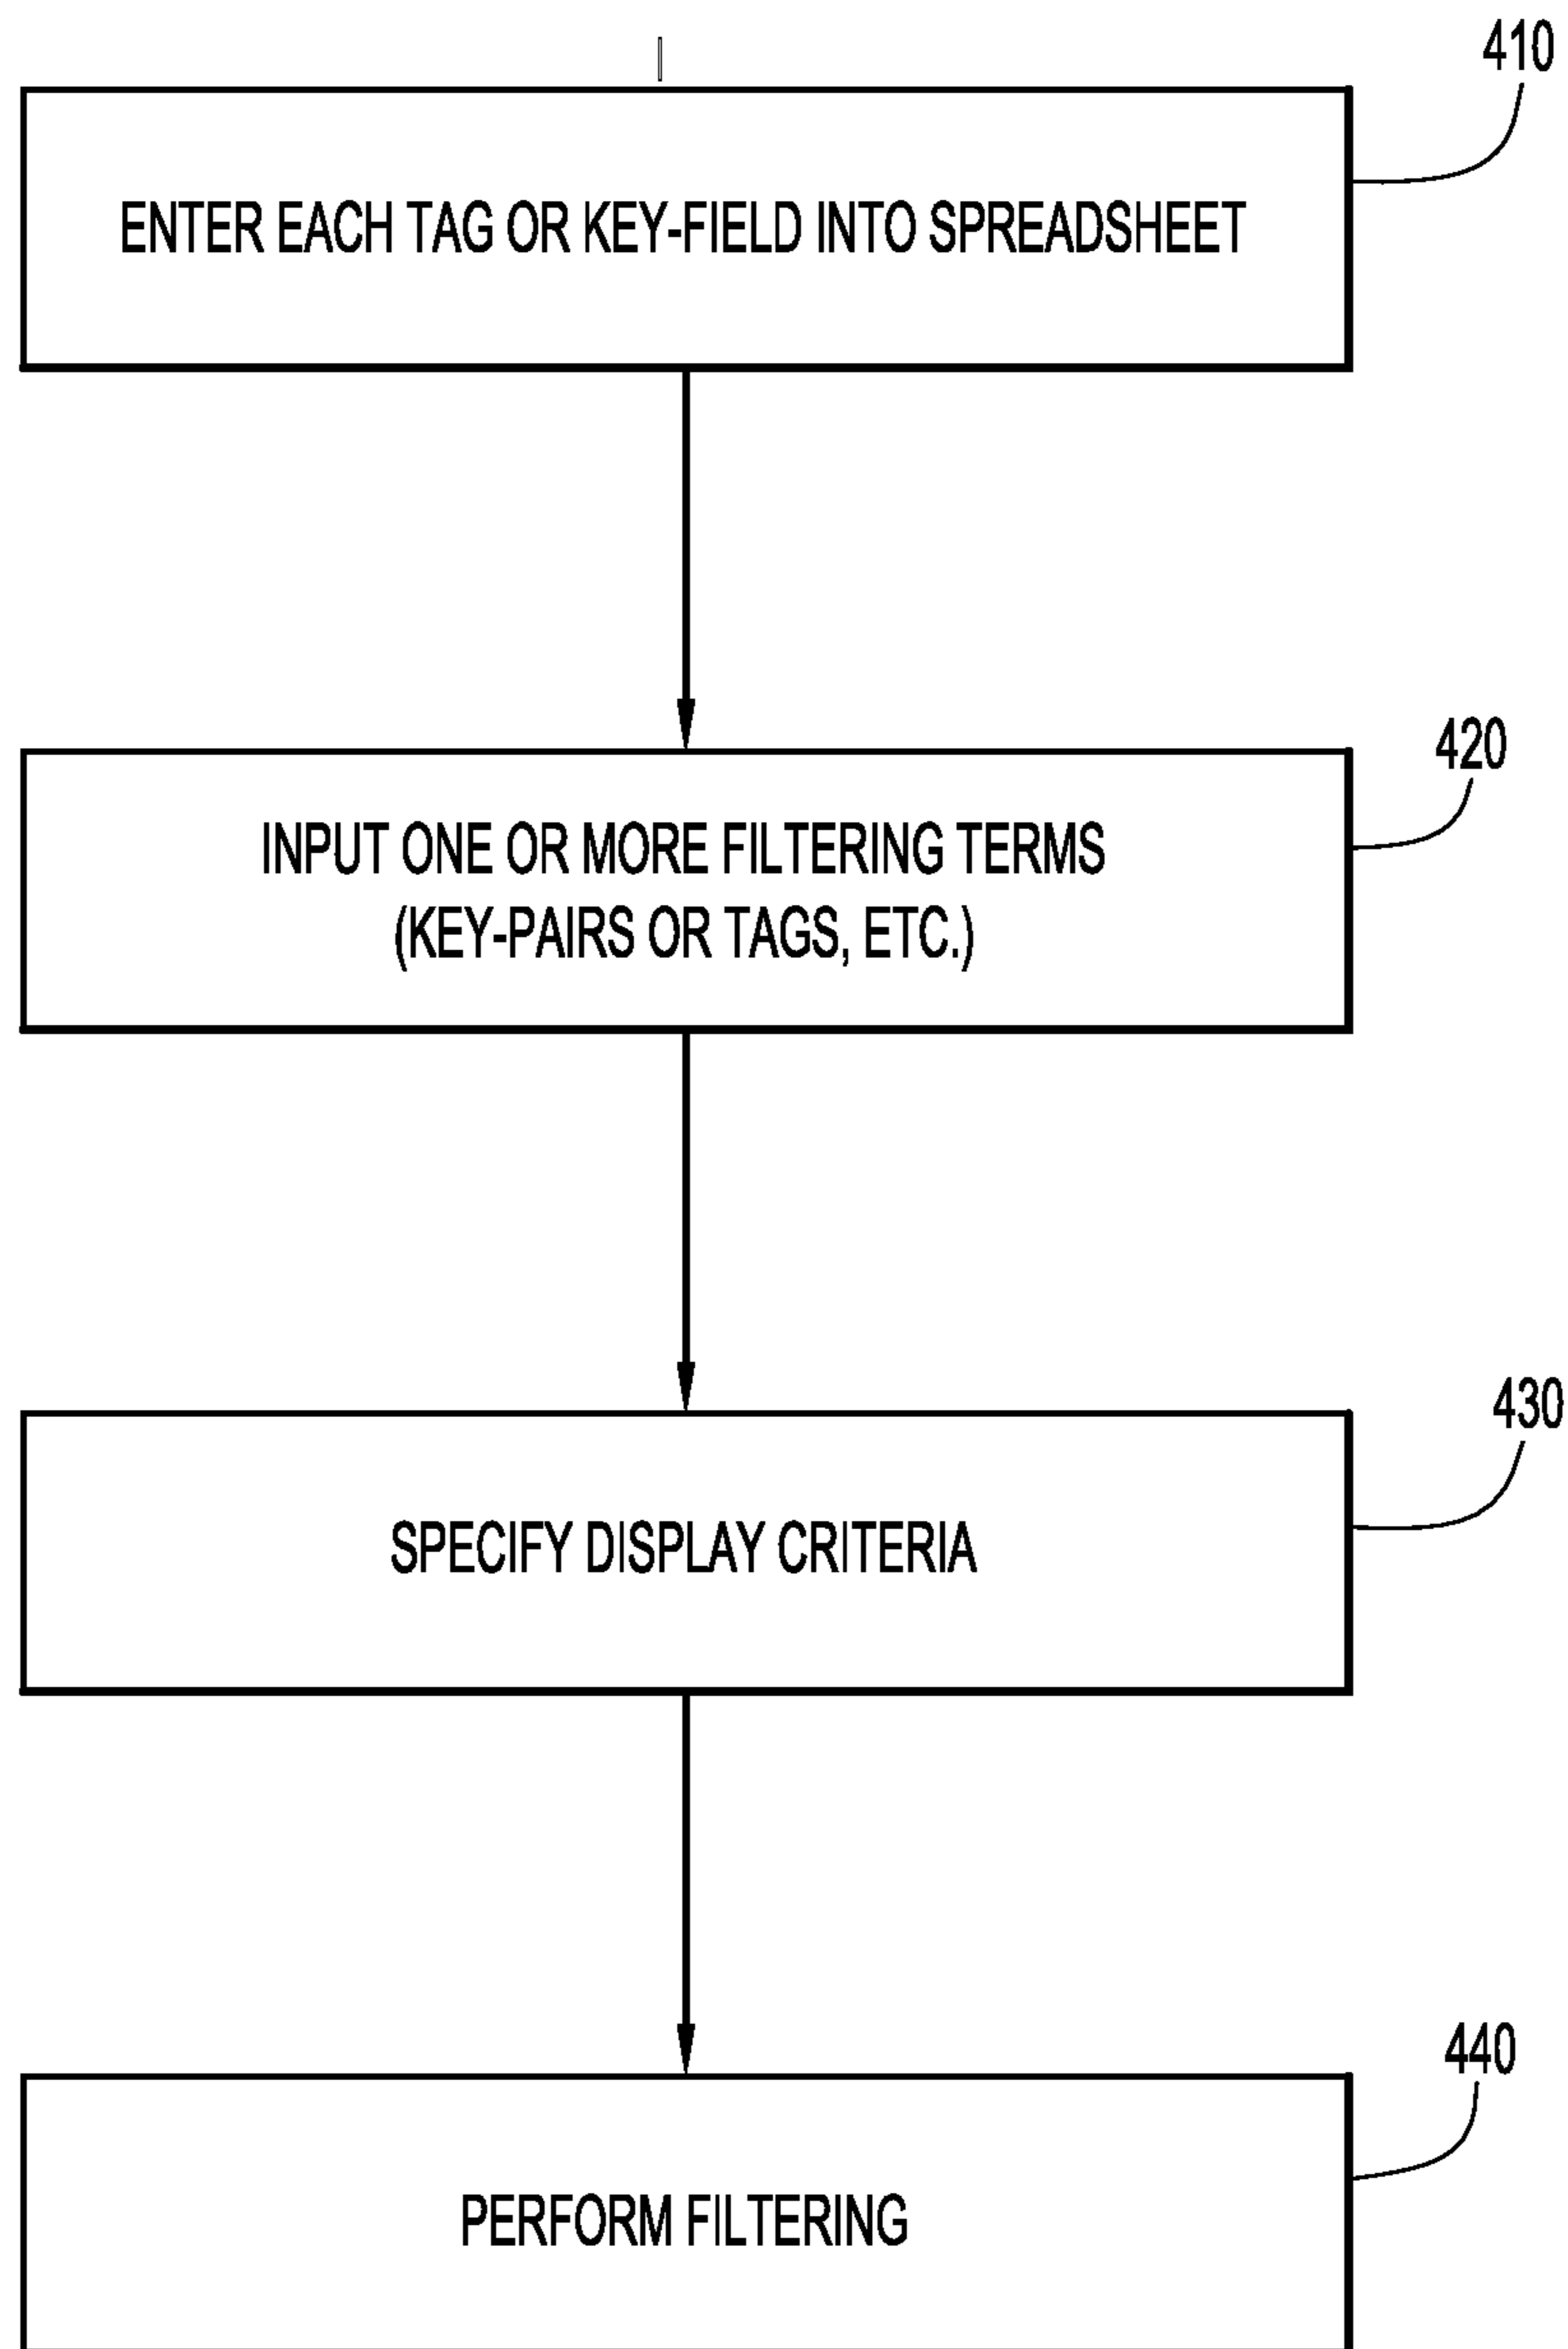 410
ENTER EACH TAG OR KEY-FIELD INTO SPREADSHEET
420
INPUT ONE OR MORE FILTERING TERMS
(KEY-PAIRS OR TAGS, ETC.)
430
SPECIFY DISPLAY CRITERIA
440
PERFORM FILTERING